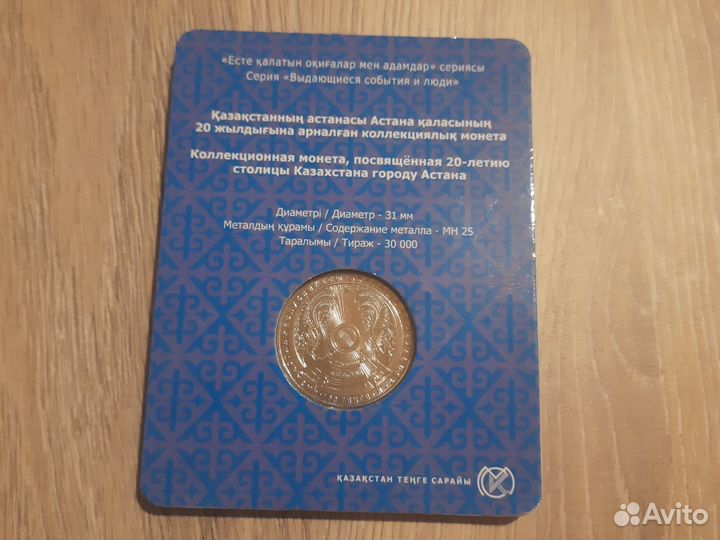 «Есте қалатын оқиғалар мен адамдар» сериясы
Серия «Выдающиеся события и люди»
Қазақстанның астанасы Астана қаласының
20 жылдығына арналған коллекциялық монета
Коллекционная монета, посвящённая 20-летию
столицы Казахстана городу Астана
Диаметрі / Диаметр - 31 мм
Металдың құрамы / Содержание металла - МН 25
Таралымы / Тираж - 30 000
ҚАЗАҚСТАН ТЕҢГЕ САРАЙЫ
Avito